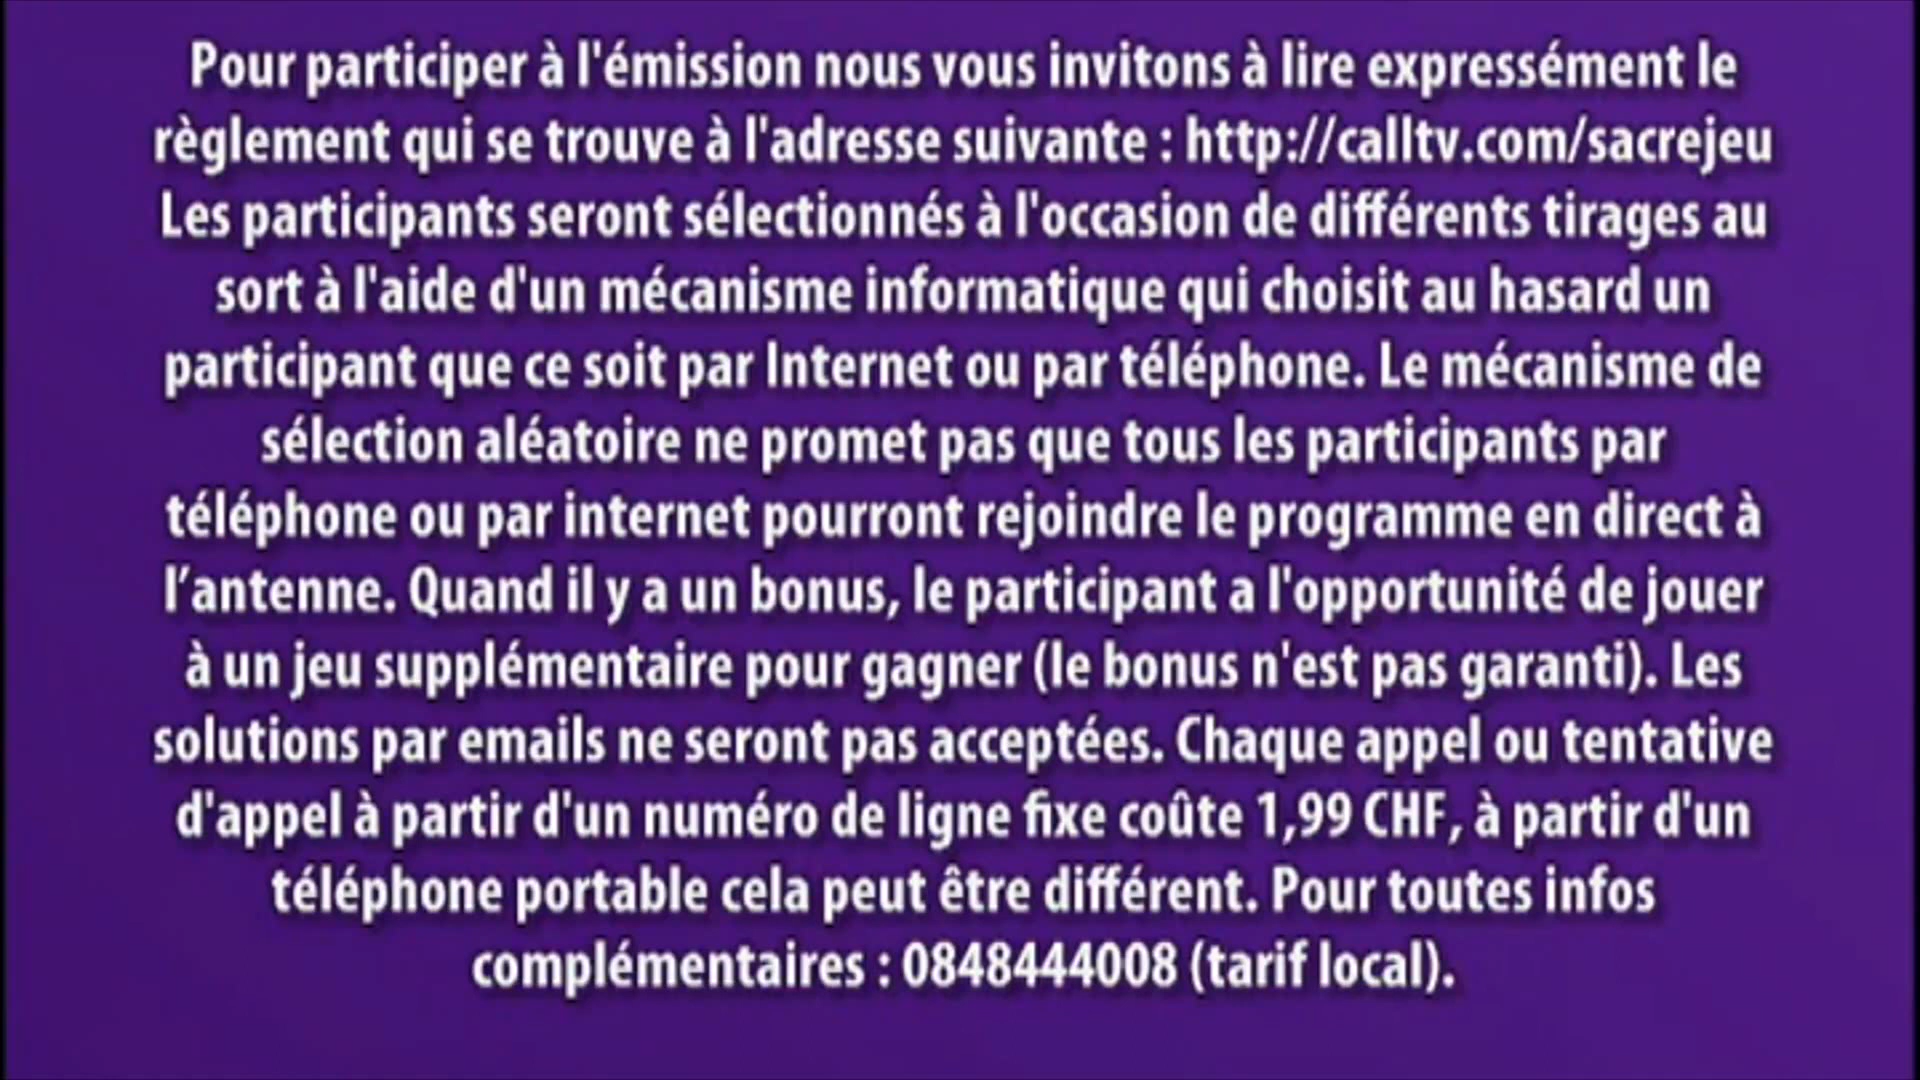 Pour participer à l'émission nous vous invitons à lire expressément le
règlement qui se trouve à l'adresse suivante : http://calltv.com/sacrejeu
Les participants seront sélectionnés à l'occasion de différents tirages au
sort à l'aide d'un mécanisme informatique qui choisit au hasard un
participant que ce soit par Internet ou par téléphone. Le mécanisme de
sélection aléatoire ne promet pas que tous les participants par
téléphone ou par internet pourront rejoindre le programme en direct à
l’antenne. Quand il y a un bonus, le participant a l'opportunité de jouer
à un jeu supplémentaire pour gagner (le bonus n'est pas garanti). Les
solutions par emails ne seront pas acceptées. Chaque appel ou tentative
d'appel à partir d'un numéro de ligne fixe coûte 1,99 CHF, à partir d'un
téléphone portable cela peut être différent. Pour toutes infos
complémentaires : 0848444008 (tarif local).